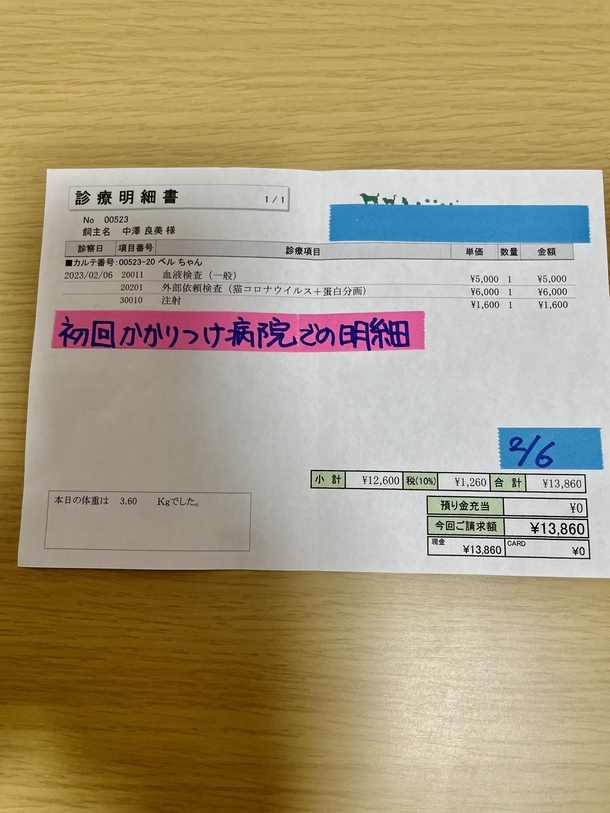 診療明細書 1/1
No 00523
飼主名 中澤 良美 様
診察日 項目番号 診療項目 単価 数量 金額
■カルテ番号:00523-20 ベル ちゃん
2023/02/06 20011 血液検査（一般） ¥5,000 1 ¥5,000
20201 外部依頼検査（猫コロナウイルス＋蛋白分画） ¥6,000 1 ¥6,000
30010 注射 ¥1,600 1 ¥1,600
初回かかりつけ病院での明細
2/6
小計 ¥12,600 税(10%) ¥1,260 合計 ¥13,860
本日の体重は 3.60 Kgでした。
預り金充当 ¥0
今回ご請求額 ¥13,860
現金 ¥13,860 CARD ¥0